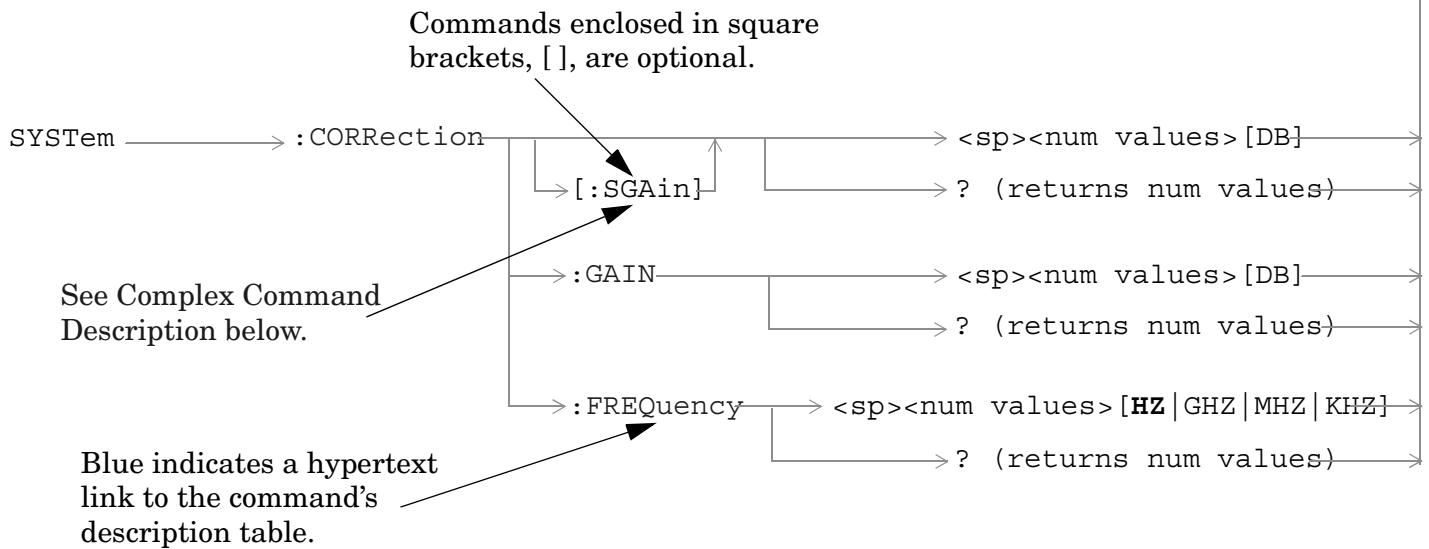 Commands enclosed in square
brackets, [ ], are optional.
SYSTem :CORRection <sp><num values>[DB]
[:SGAin] ? (returns num values)
:GAIN <sp><num values>[DB]
See Complex Command
Description below.
? (returns num values)
:FREQuency <sp><num values>[HZ|GHZ|MHZ|KHZ]
? (returns num values)
Blue indicates a hypertext
link to the command's
description table.